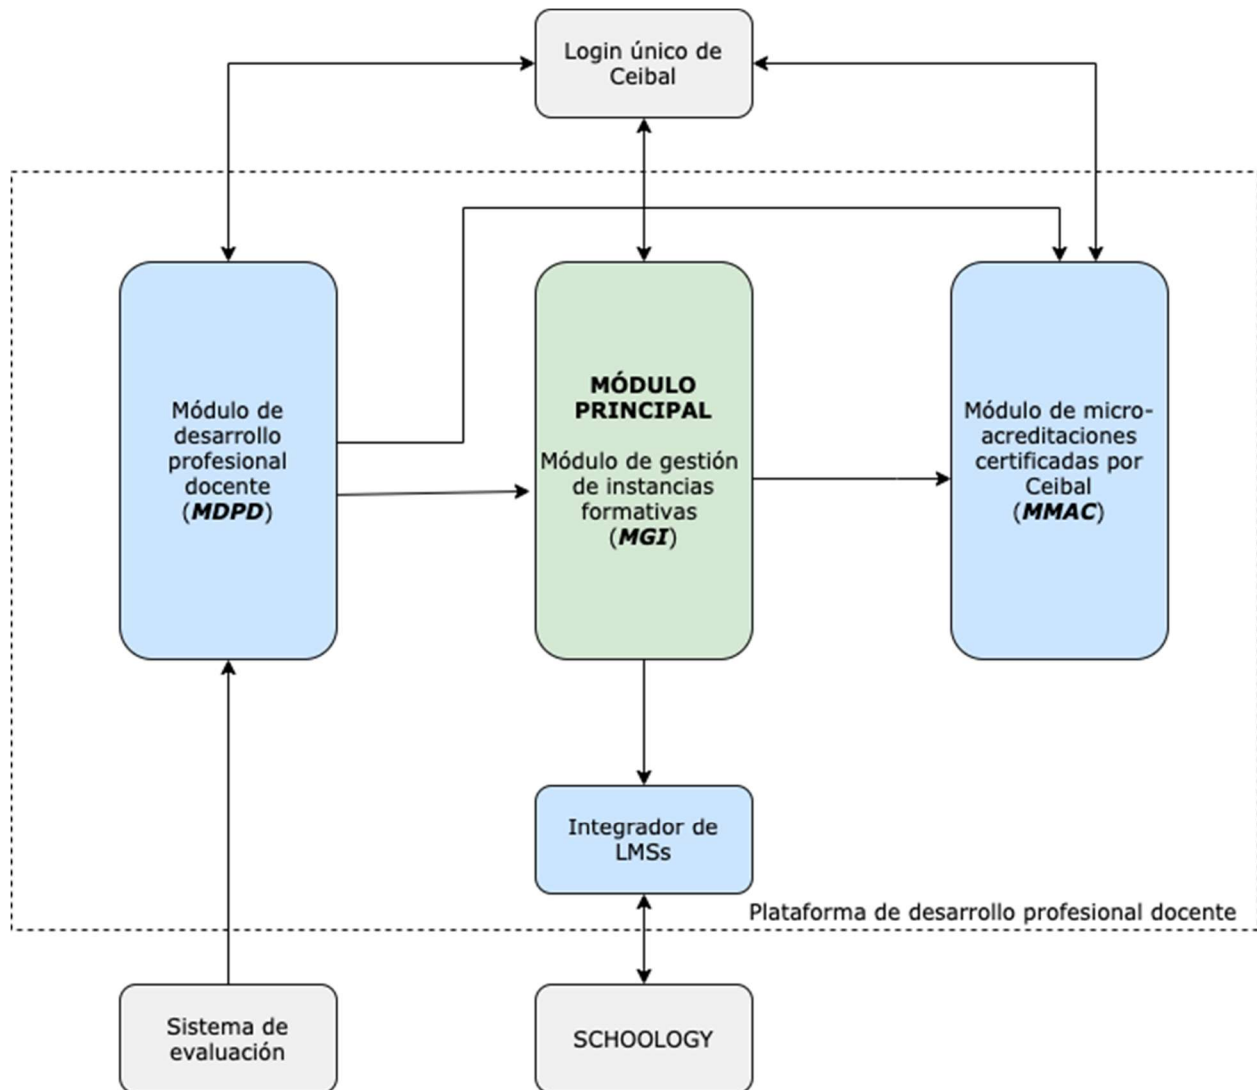 Login único de
Ceibal
Módulo de
desarrollo
profesional
docente
(MDPD)
MÓDULO
PRINCIPAL
Módulo de gestión
de instancias
formativas
(MGI)
Módulo de micro-
acreditaciones
certificadas por
Ceibal
(MMAC)
Integrador de
LMSs
Plataforma de desarrollo profesional docente
Sistema de
evaluación
SCHOOLOGY